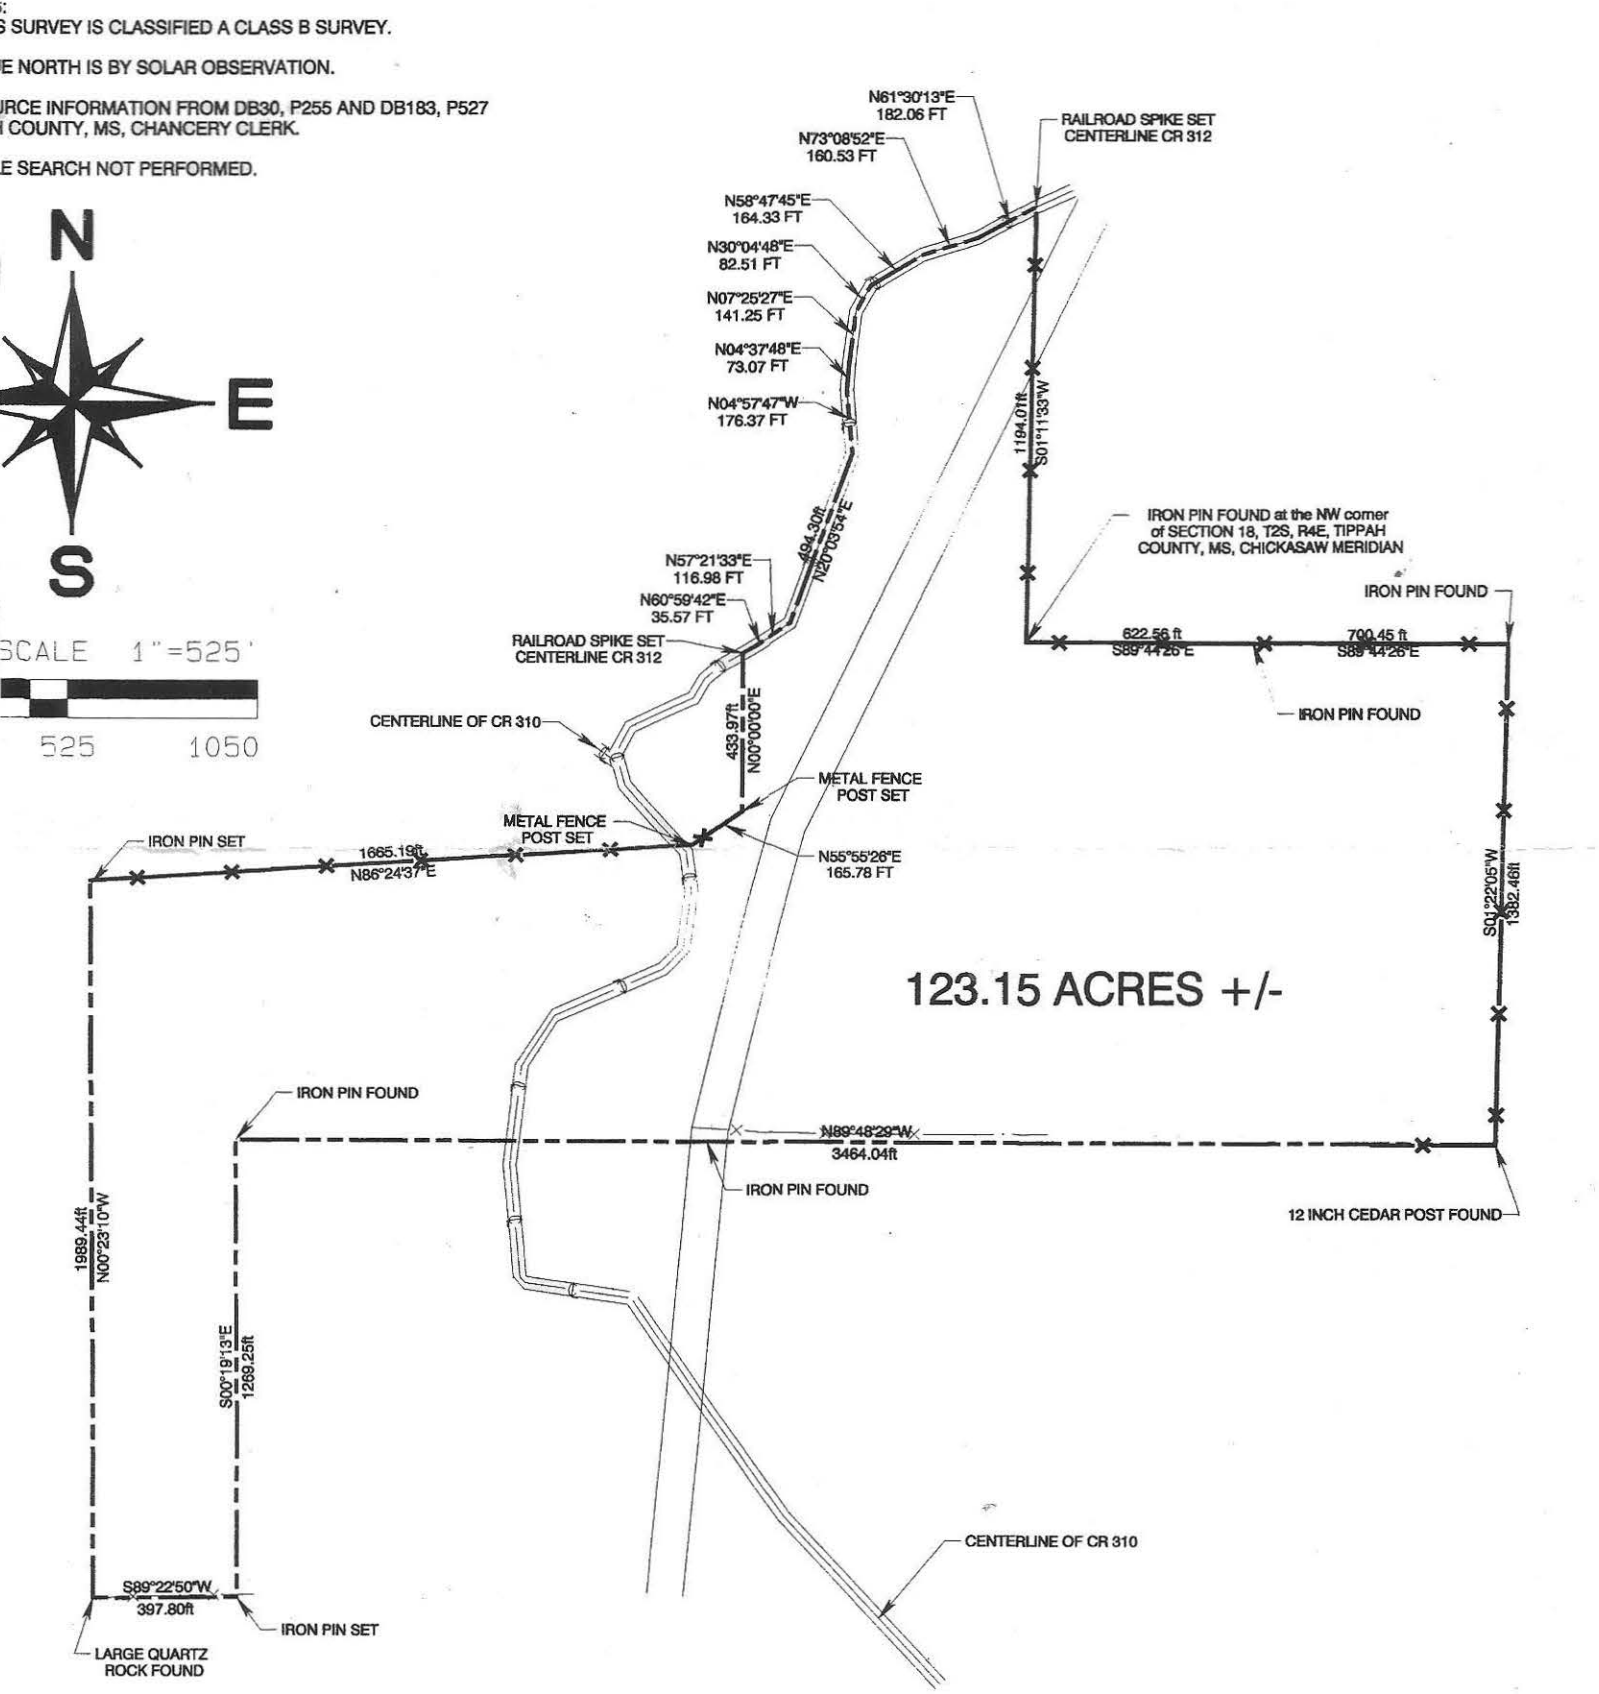 S SURVEY IS CLASSIFIED A CLASS B SURVEY.
E NORTH IS BY SOLAR OBSERVATION.
URCE INFORMATION FROM DB30, P255 AND DB183, P527
COUNTY, MS, CHANCERY CLERK.
LE SEARCH NOT PERFORMED.
N
E
S
SCALE 1"=525'
525 1050
N61°30'13"E
182.06 FT
RAILROAD SPIKE SET
CENTERLINE CR 312
N73°08'52"E
160.53 FT
N58°47'45"E
164.33 FT
N30°04'48"E
82.51 FT
N07°25'27"E
141.25 FT
N04°37'48"E
73.07 FT
N04°57'47"W
176.37 FT
1194.01ft
S01°11'33"W
494.30ft
N20°03'54"E
IRON PIN FOUND at the NW corner
of SECTION 18, T2S, R4E, TIPPAH
COUNTY, MS, CHICKASAW MERIDIAN
N57°21'33"E
116.98 FT
N60°59'42"E
35.57 FT
RAILROAD SPIKE SET
CENTERLINE CR 312
IRON PIN FOUND
622.56 ft
S89°44'26"E
700.45 ft
S89°44'26"E
IRON PIN FOUND
CENTERLINE OF CR 310
433.97ft
N00°00'00"E
METAL FENCE
POST SET
METAL FENCE
POST SET
IRON PIN SET
1665.19ft
N86°24'37"E
N55°55'26"E
165.78 FT
S01°22'05"W
1382.46ft
123.15 ACRES +/-
IRON PIN FOUND
N89°48'29"W
3464.04ft
IRON PIN FOUND
12 INCH CEDAR POST FOUND
1989.44ft
N00°23'10"W
S00°19'13"E
1269.25ft
CENTERLINE OF CR 310
S89°22'50"W
397.80ft
IRON PIN SET
LARGE QUARTZ
ROCK FOUND